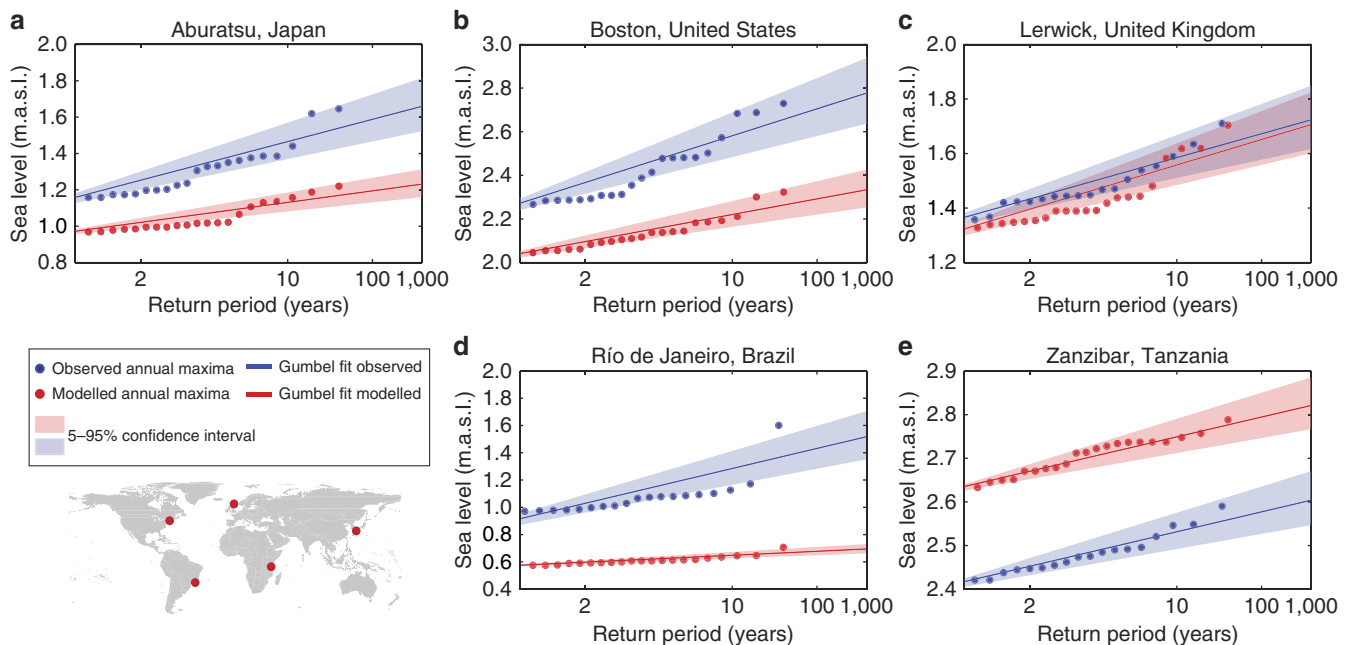 a
Aburatsu, Japan
2.0
1.8
1.6
1.4
1.2
1.0
0.8
Sea level (m.a.s.l.)
2 10 100 1,000
Return period (years)
b
Boston, United States
3.0
2.8
2.6
2.4
2.2
2.0
Sea level (m.a.s.l.)
2 10 100 1,000
Return period (years)
c
Lerwick, United Kingdom
2.0
1.8
1.6
1.4
1.2
Sea level (m.a.s.l.)
2 10 100 1,000
Return period (years)
Observed annual maxima Gumbel fit observed
Modelled annual maxima Gumbel fit modelled
5–95% confidence interval
d
Río de Janeiro, Brazil
2.0
1.8
1.6
1.4
1.2
1.0
0.8
0.6
0.4
Sea level (m.a.s.l.)
2 10 100 1,000
Return period (years)
e
Zanzibar, Tanzania
2.9
2.8
2.7
2.6
2.5
2.4
Sea level (m.a.s.l.)
2 10 100 1,000
Return period (years)